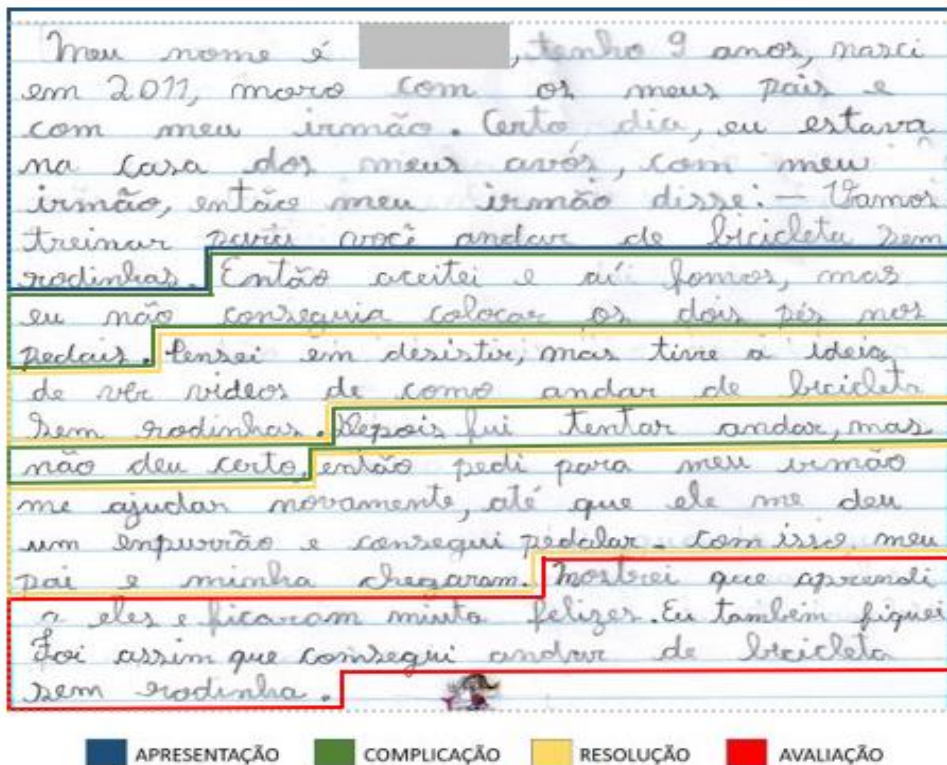 Meu nome é , tenho 9 anos, nasci
em 2011, moro com os meus pais e
com meu irmão. Certo dia, eu estava
na casa dos meus avós, com meu
irmão, então meu irmão disse: — Vamos
treinar para você andar de bicicleta sem
rodinhas. Então aceitei e aí fomos, mas
eu não conseguia colocar os dois pés nos
pedais. Pensei em desistir, mas tive a ideia
de ver vídeos de como andar de bicicleta
sem rodinhas. Depois fui tentar andar, mas
não deu certo, então pedi para meu irmão
me ajudar novamente, até que ele me deu
um enpurrão e consegui pedalar. com isso, meu
pai e minha chegaram. Mostrei que aprendi
a eles e ficaram miuto felizes. Eu também fiquei
Foi assim que comsegui andar de bicicleta
sem rodinha.
APRESENTAÇÃO COMPLICAÇÃO RESOLUÇÃO AVALIAÇÃO